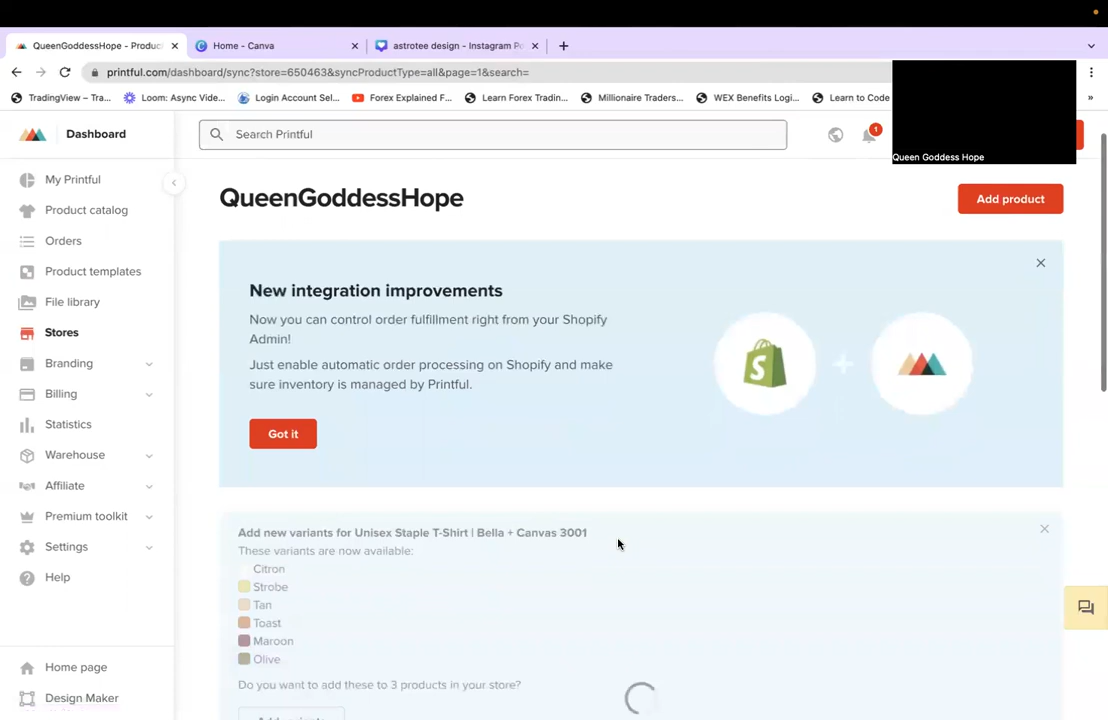 QueenGoddessHope - Produc
Home - Canva
astrotee design - Instagram Po
printful.com/dashboard/sync?store=650463&syncProductType=all&page=1&search=
TradingView – Tra...
Loom: Async Vide...
Login Account Sel...
Forex Explained F...
Learn Forex Tradin...
Millionaire Traders...
WEX Benefits Logi...
Learn to Code
»
Dashboard
Search Printful
1
Queen Goddess Hope
My Printful
Product catalog
Orders
Product templates
File library
Stores
Branding
Billing
Statistics
Warehouse
Affiliate
Premium toolkit
Settings
Help
Home page
Design Maker
QueenGoddessHope
Add product
New integration improvements
Now you can control order fulfillment right from your Shopify
Admin!
Just enable automatic order processing on Shopify and make
sure inventory is managed by Printful.
Got it
Add new variants for Unisex Staple T-Shirt | Bella + Canvas 3001
These variants are now available:
Citron
Strobe
Tan
Toast
Maroon
Olive
Do you want to add these to 3 products in your store?